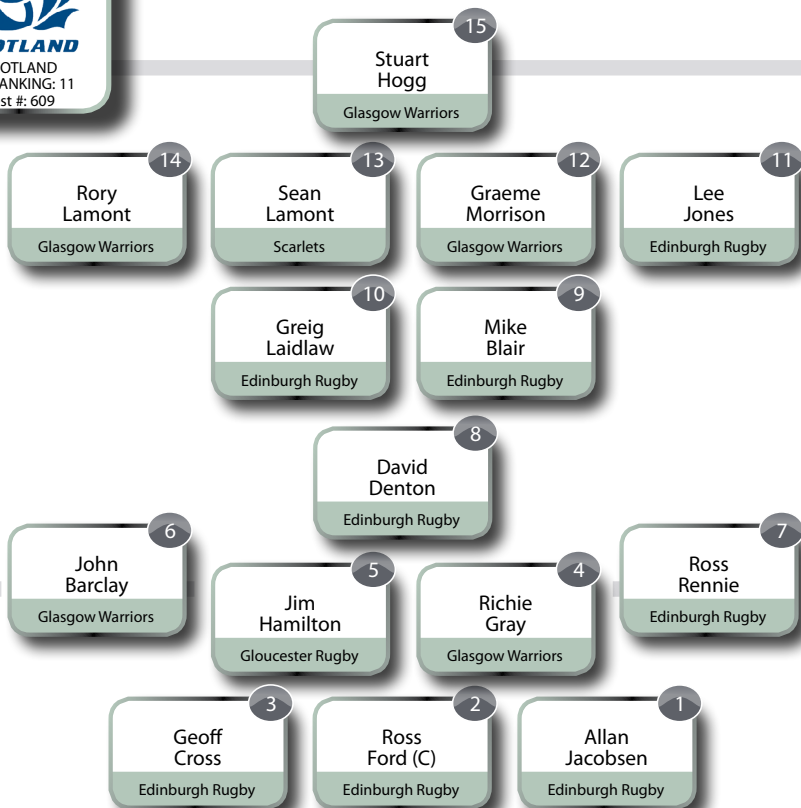 OTLAND
OTLAND
ANKING: 11
st #: 609
15
Stuart
Hogg
Glasgow Warriors
14
Rory
Lamont
Glasgow Warriors
13
Sean
Lamont
Scarlets
12
Graeme
Morrison
Glasgow Warriors
11
Lee
Jones
Edinburgh Rugby
10
Greig
Laidlaw
Edinburgh Rugby
9
Mike
Blair
Edinburgh Rugby
8
David
Denton
Edinburgh Rugby
6
John
Barclay
Glasgow Warriors
5
Jim
Hamilton
Gloucester Rugby
4
Richie
Gray
Glasgow Warriors
7
Ross
Rennie
Edinburgh Rugby
3
Geoff
Cross
Edinburgh Rugby
2
Ross
Ford (C)
Edinburgh Rugby
1
Allan
Jacobsen
Edinburgh Rugby